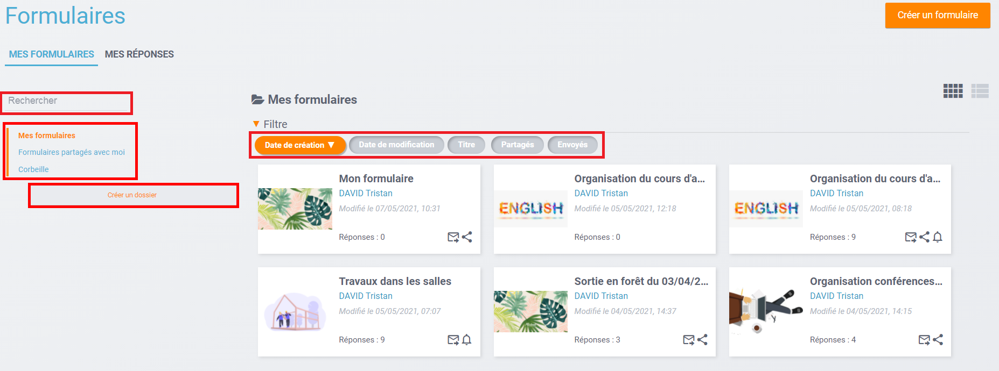 Formulaires
Créer un formulaire
MES FORMULAIRES
MES RÉPONSES
Rechercher
Mes formulaires
Formulaires partagés avec moi
Corbeille
Créer un dossier
Mes formulaires
▼ Filtre
Date de création ▼
Date de modification
Titre
Partagés
Envoyés
Mon formulaire
DAVID Tristan
Modifié le 07/05/2021, 10:31
Réponses : 0
Organisation du cours d'a...
DAVID Tristan
Modifié le 05/05/2021, 12:18
ENGLISH
Réponses : 0
Organisation du cours d'a...
DAVID Tristan
Modifié le 05/05/2021, 08:18
ENGLISH
Réponses : 9
Travaux dans les salles
DAVID Tristan
Modifié le 05/05/2021, 07:07
Réponses : 9
Sortie en forêt du 03/04/2...
DAVID Tristan
Modifié le 04/05/2021, 14:37
Réponses : 3
Organisation conférences...
DAVID Tristan
Modifié le 04/05/2021, 14:15
Réponses : 4